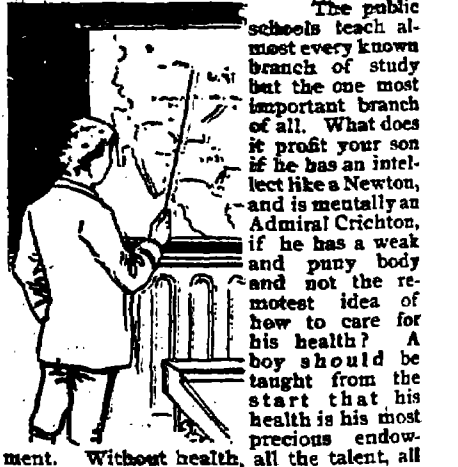 The public
schools teach al-
most every known
branch of study
but the one most
important branch
of all. What does
it profit your son
if he has an intel-
lect like a Newton,
and is mentally an
Admiral Crichton,
if he has a weak
and puny body
and not the re-
motest idea of
how to care for
his health? A
boy should be
taught from the
start that his
health is his most
precious endow-
ment. Without health, all the talent, all